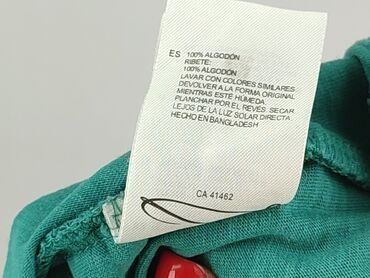 ES 100% ALGODÓN
RIBETE:
100% ALGODÓN
LAVAR CON COLORES SIMILARES
DEVOLVER A LA FORMA ORIGINAL
MIENTRAS ESTÉ HÚMEDA.
PLANCHAR POR EL REVÉS. SECAR
LEJOS DE LA LUZ SOLAR DIRECTA
HECHO EN BANGLADESH
CA 41462